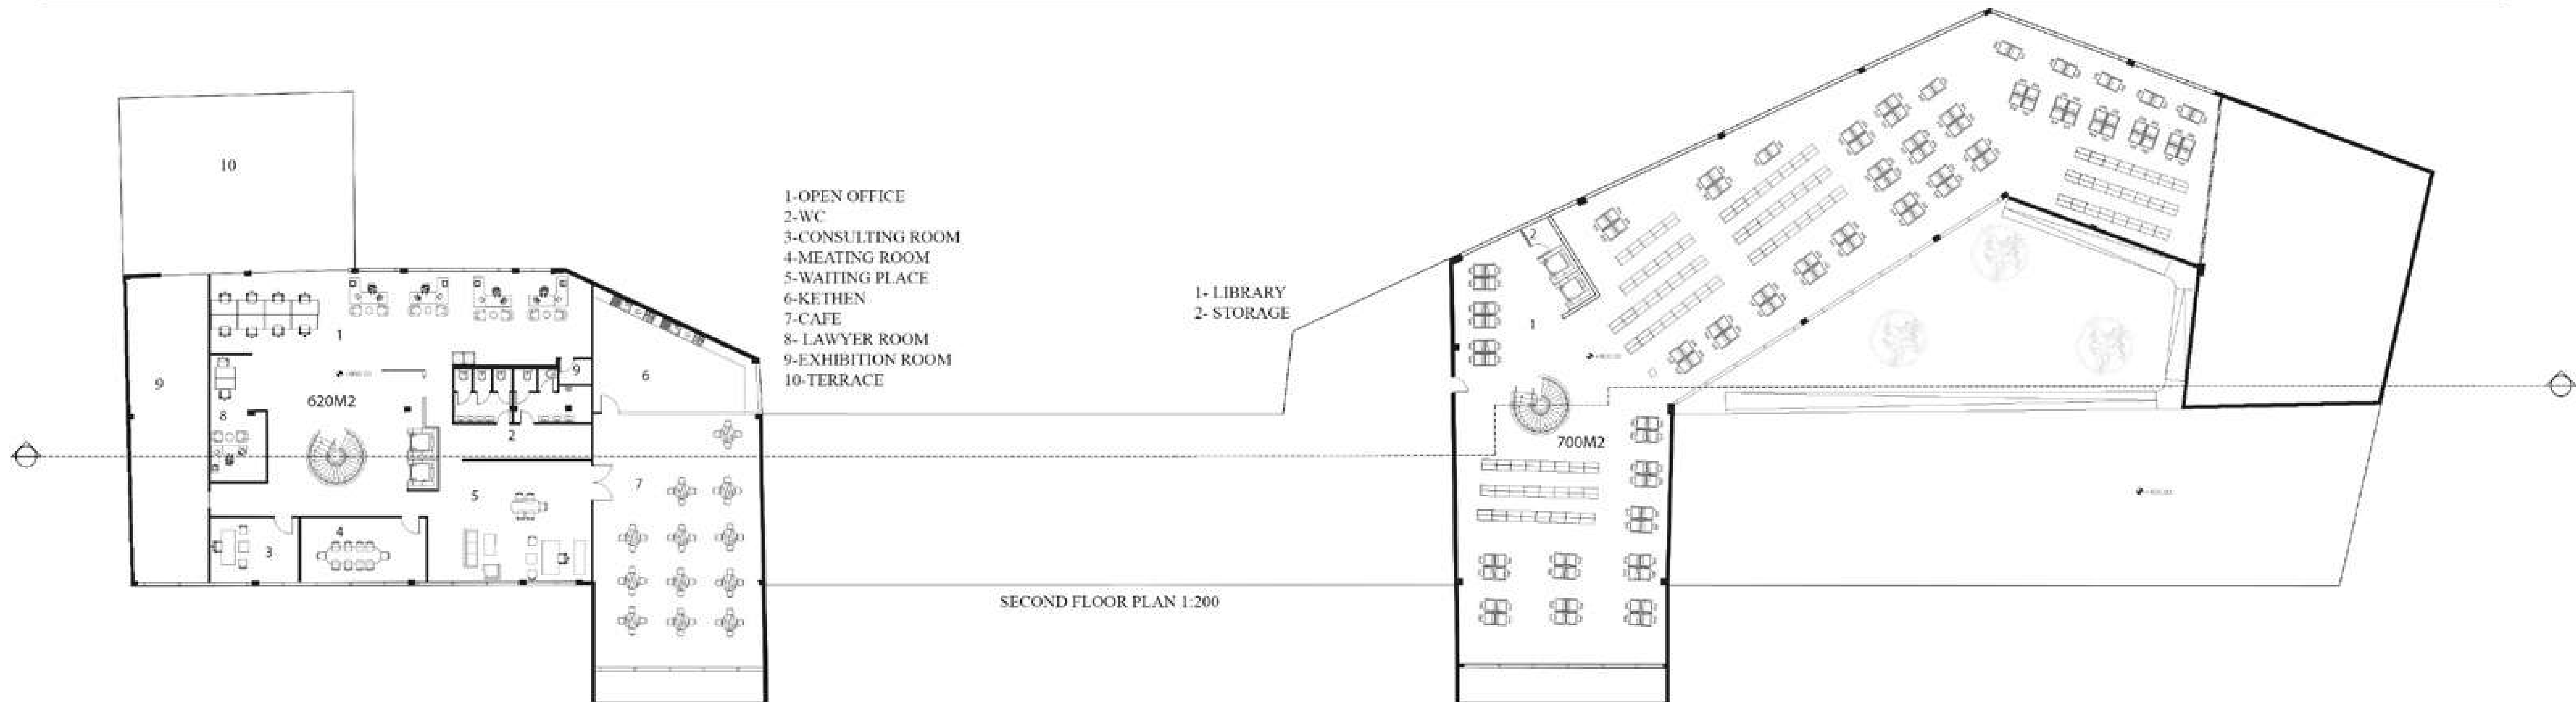 10
1-OPEN OFFICE
2-WC
3-CONSULTING ROOM
4-MEATING ROOM
5-WAITING PLACE
6-KETHEN
7-CAFE
8- LAWYER ROOM
9-EXHIBITION ROOM
10-TERRACE
1- LIBRARY
2- STORAGE
2
1
1
9
9
6
620M2
8
2
700M2
7
5
4
3
SECOND FLOOR PLAN 1:200